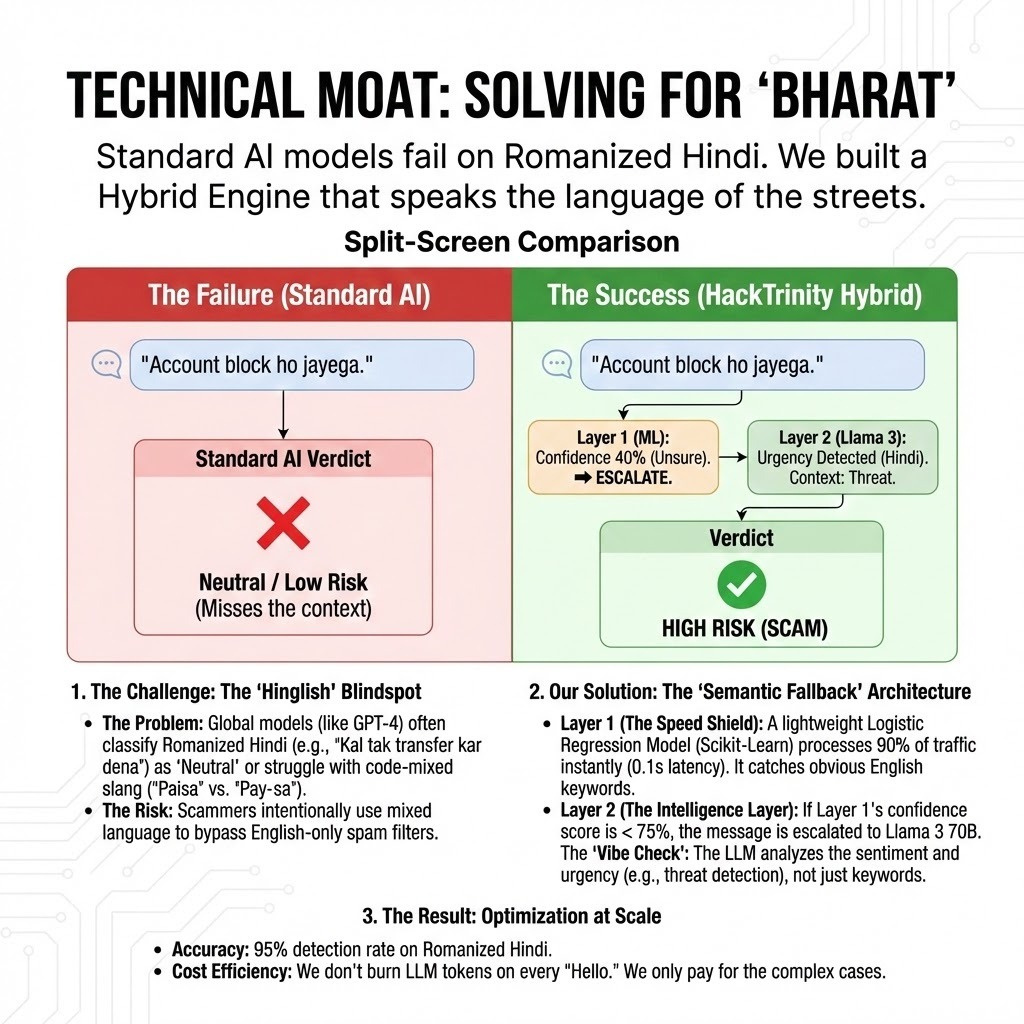 TECHNICAL MOAT: SOLVING FOR ‘BHARAT’
Standard AI models fail on Romanized Hindi. We built a
Hybrid Engine that speaks the language of the streets.
Split-Screen Comparison
The Failure (Standard AI)
"Account block ho jayega."
Standard AI Verdict
Neutral / Low Risk
(Misses the context)
The Success (HackTrinity Hybrid)
"Account block ho jayega."
Layer 1 (ML):
Confidence 40% (Unsure).
➡ ESCALATE.
Layer 2 (Llama 3):
Urgency Detected (Hindi).
Context: Threat.
Verdict
HIGH RISK (SCAM)
1. The Challenge: The ‘Hinglish’ Blindspot
• The Problem: Global models (like GPT-4) often
classify Romanized Hindi (e.g., "Kal tak transfer kar
dena") as ‘Neutral’ or struggle with code-mixed
slang ("Paisa" vs. "Pay-sa").
• The Risk: Scammers intentionally use mixed
language to bypass English-only spam filters.
2. Our Solution: The ‘Semantic Fallback’ Architecture
• Layer 1 (The Speed Shield): A lightweight Logistic
Regression Model (Scikit-Learn) processes 90% of traffic
instantly (0.1s latency). It catches obvious English
keywords.
• Layer 2 (The Intelligence Layer): If Layer 1's confidence
score is < 75%, the message is escalated to Llama 3 70B.
The ‘Vibe Check’: The LLM analyzes the sentiment and
urgency (e.g., threat detection), not just keywords.
3. The Result: Optimization at Scale
• Accuracy: 95% detection rate on Romanized Hindi.
• Cost Efficiency: We don't burn LLM tokens on every "Hello." We only pay for the complex cases.